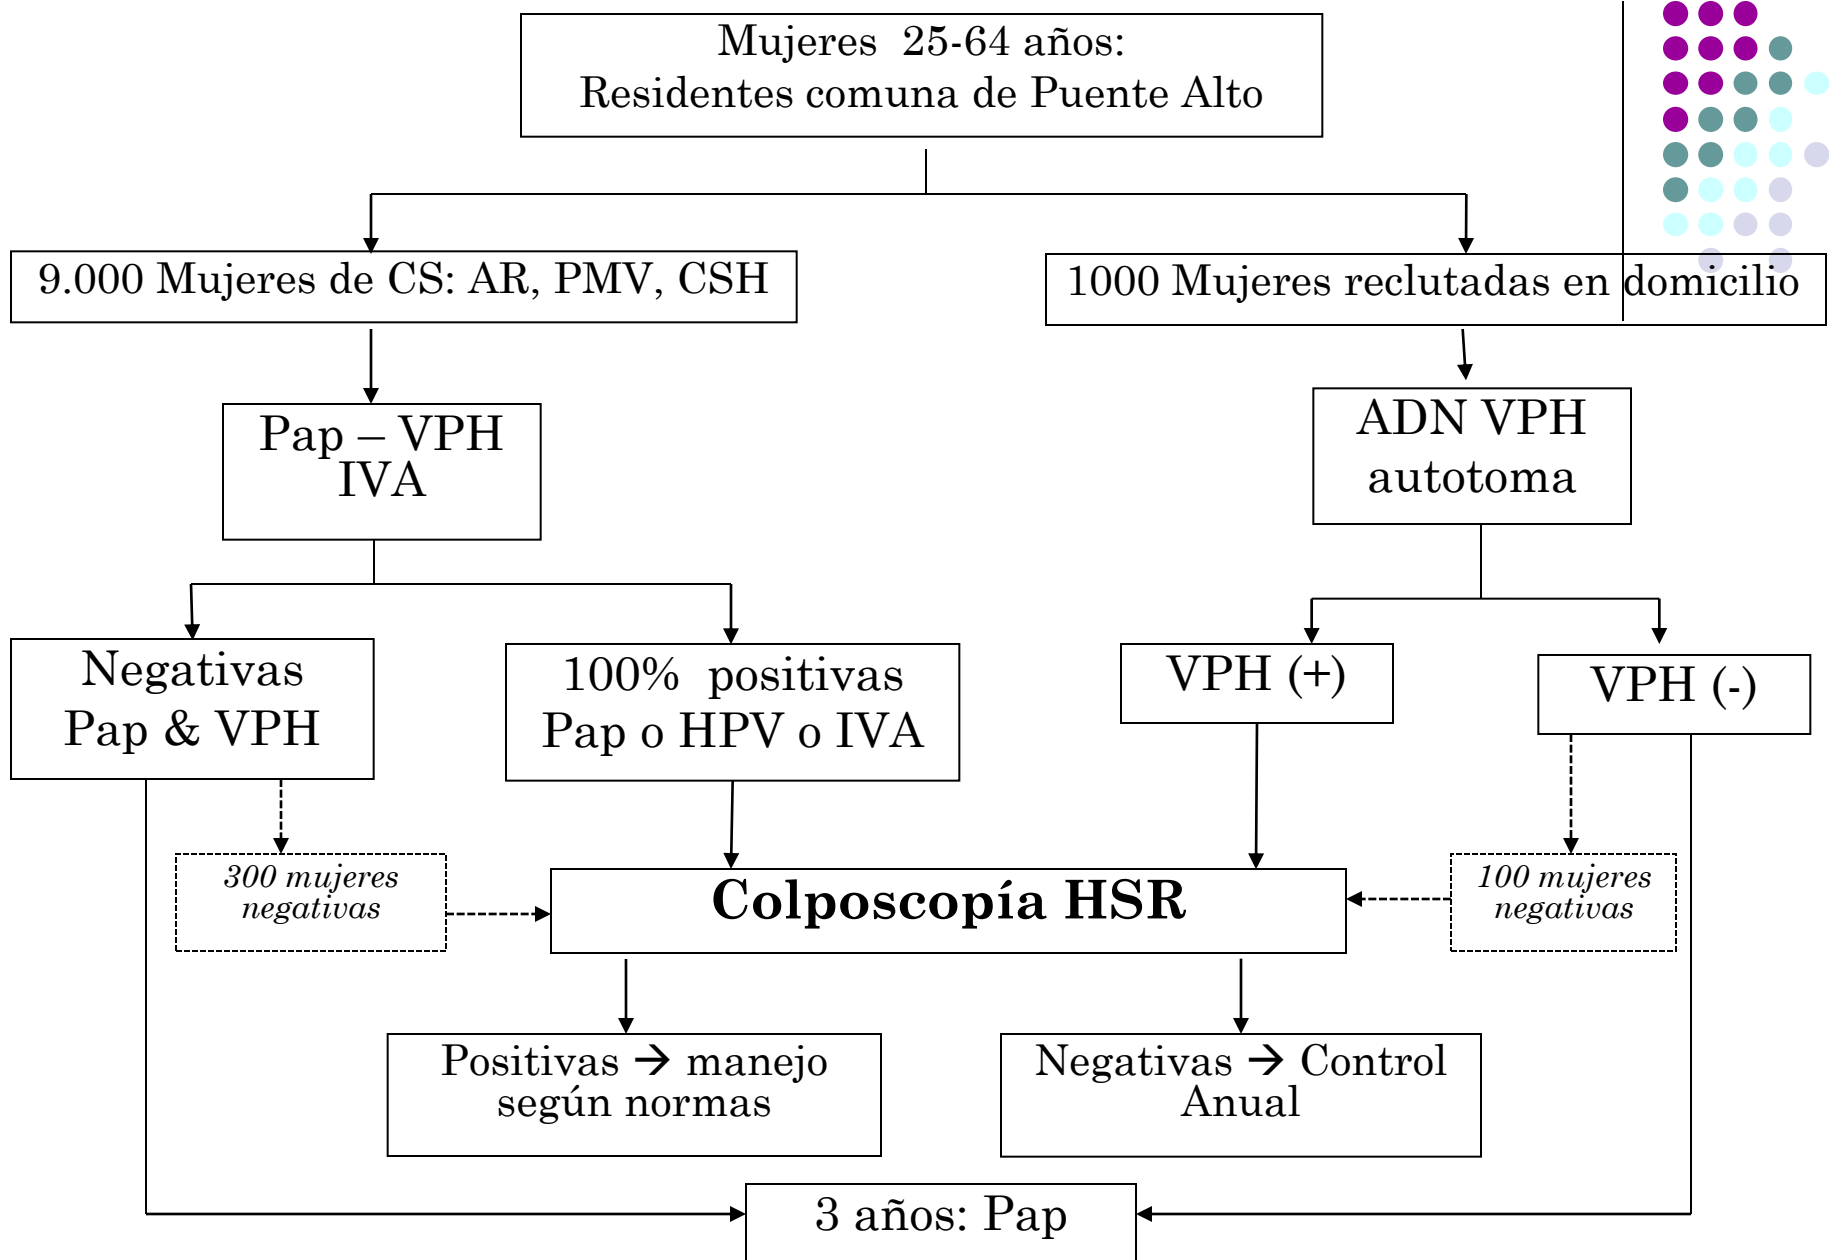 Mujeres 25-64 años:
Residentes comuna de Puente Alto
9.000 Mujeres de CS: AR, PMV, CSH
1000 Mujeres reclutadas en domicilio
Pap – VPH
IVA
ADN VPH
autotoma
Negativas
Pap & VPH
100% positivas
Pap o HPV o IVA
VPH (+)
VPH (-)
300 mujeres
negativas
Colposcopía HSR
100 mujeres
negativas
Positivas → manejo
según normas
Negativas → Control
Anual
3 años: Pap